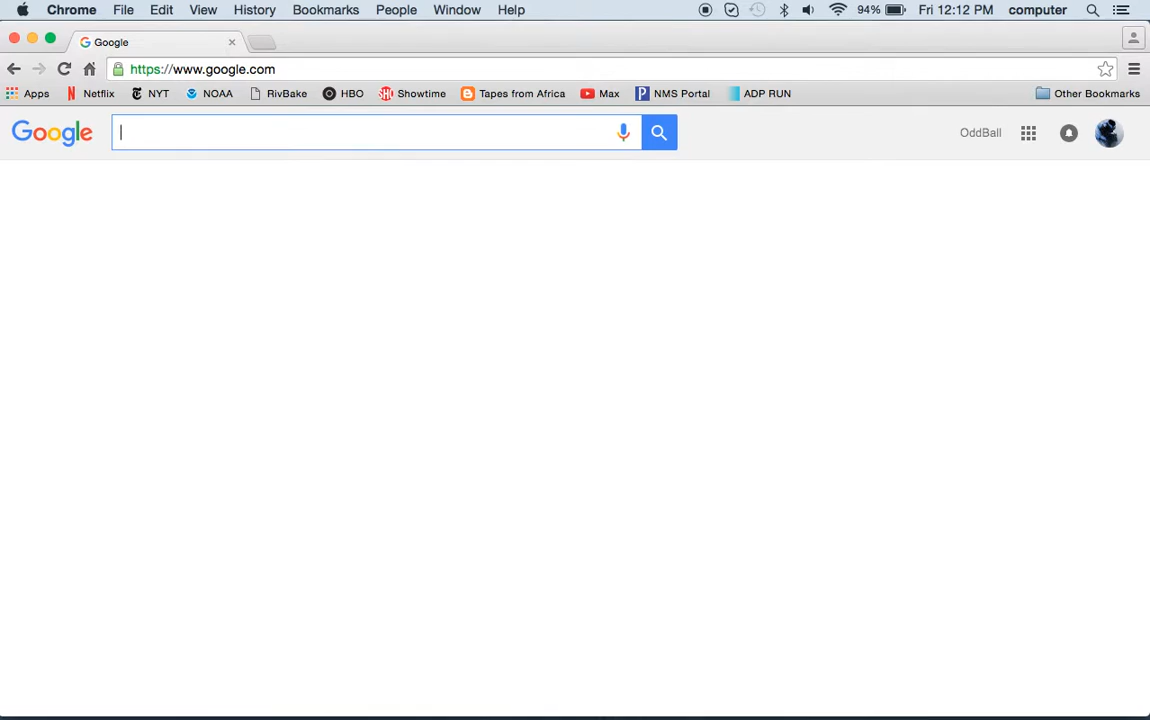 Chrome File Edit View History Bookmarks People Window Help 94% Fri 12:12 PM computer
Google
https://www.google.com
Apps Netflix NYT NOAA RivBake HBO SHO Showtime Tapes from Africa Max NMS Portal ADP RUN Other Bookmarks
Google OddBall